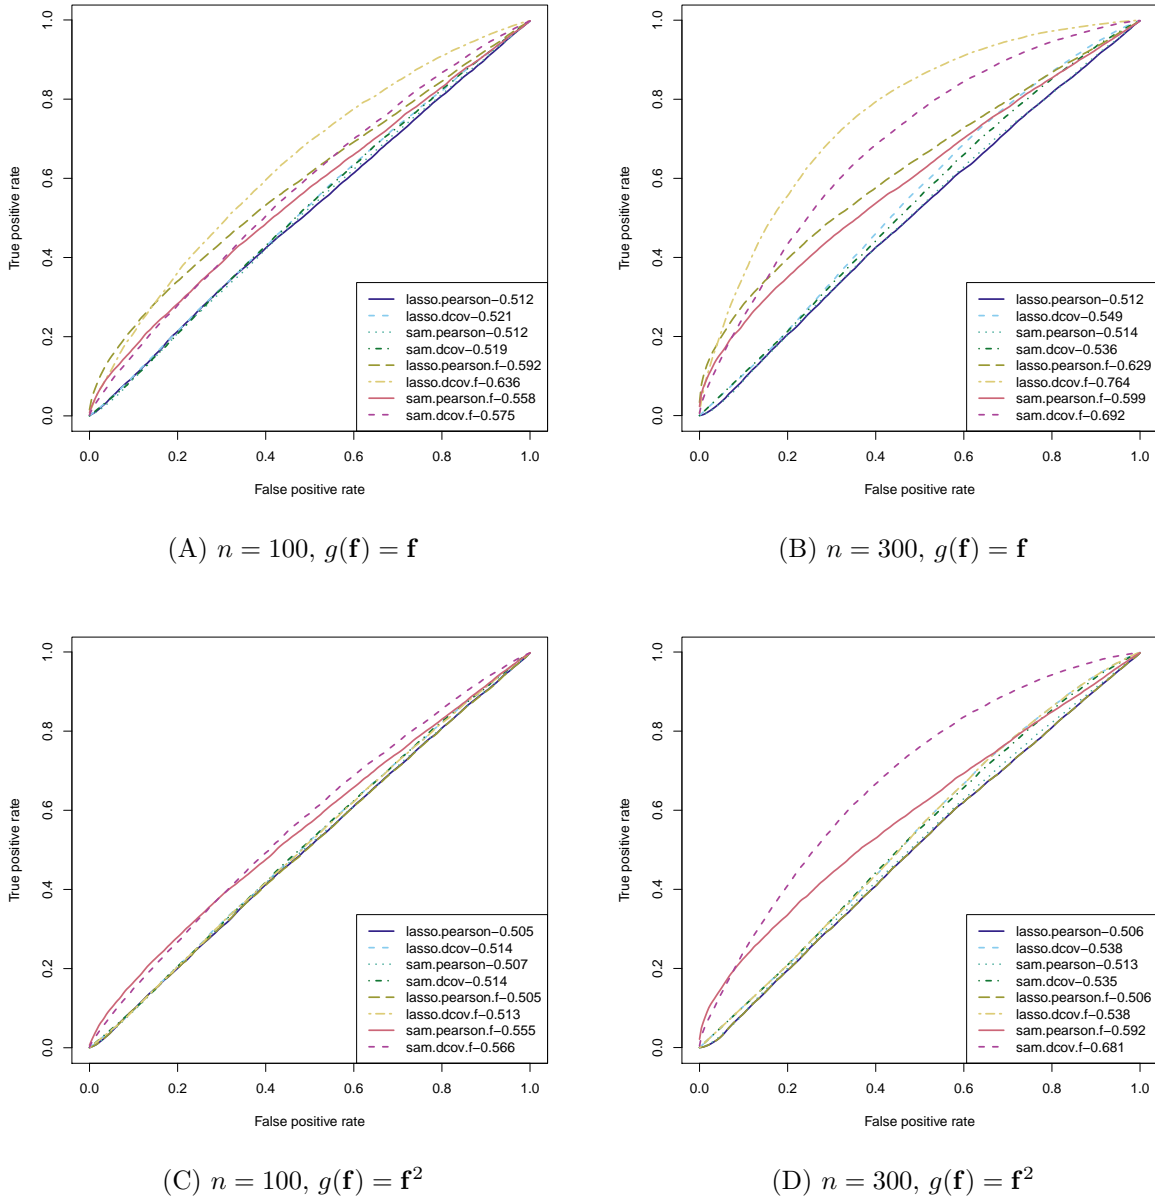 1.0
0.8
0.6
0.4
0.2
0.0
True positive rate
lasso.pearson−0.512
lasso.dcov−0.521
sam.pearson−0.512
sam.dcov−0.519
lasso.pearson.f−0.592
lasso.dcov.f−0.636
sam.pearson.f−0.558
sam.dcov.f−0.575
0.0 0.2 0.4 0.6 0.8 1.0
False positive rate
(A) n = 100, g(f) = f
1.0
0.8
0.6
0.4
0.2
0.0
True positive rate
lasso.pearson−0.512
lasso.dcov−0.549
sam.pearson−0.514
sam.dcov−0.536
lasso.pearson.f−0.629
lasso.dcov.f−0.764
sam.pearson.f−0.599
sam.dcov.f−0.692
0.0 0.2 0.4 0.6 0.8 1.0
False positive rate
(B) n = 300, g(f) = f
1.0
0.8
0.6
0.4
0.2
0.0
True positive rate
lasso.pearson−0.505
lasso.dcov−0.514
sam.pearson−0.507
sam.dcov−0.514
lasso.pearson.f−0.505
lasso.dcov.f−0.513
sam.pearson.f−0.555
sam.dcov.f−0.566
0.0 0.2 0.4 0.6 0.8 1.0
False positive rate
(C) n = 100, g(f) = f²
1.0
0.8
0.6
0.4
0.2
0.0
True positive rate
lasso.pearson−0.506
lasso.dcov−0.538
sam.pearson−0.513
sam.dcov−0.535
lasso.pearson.f−0.506
lasso.dcov.f−0.538
sam.pearson.f−0.592
sam.dcov.f−0.681
0.0 0.2 0.4 0.6 0.8 1.0
False positive rate
(D) n = 300, g(f) = f²